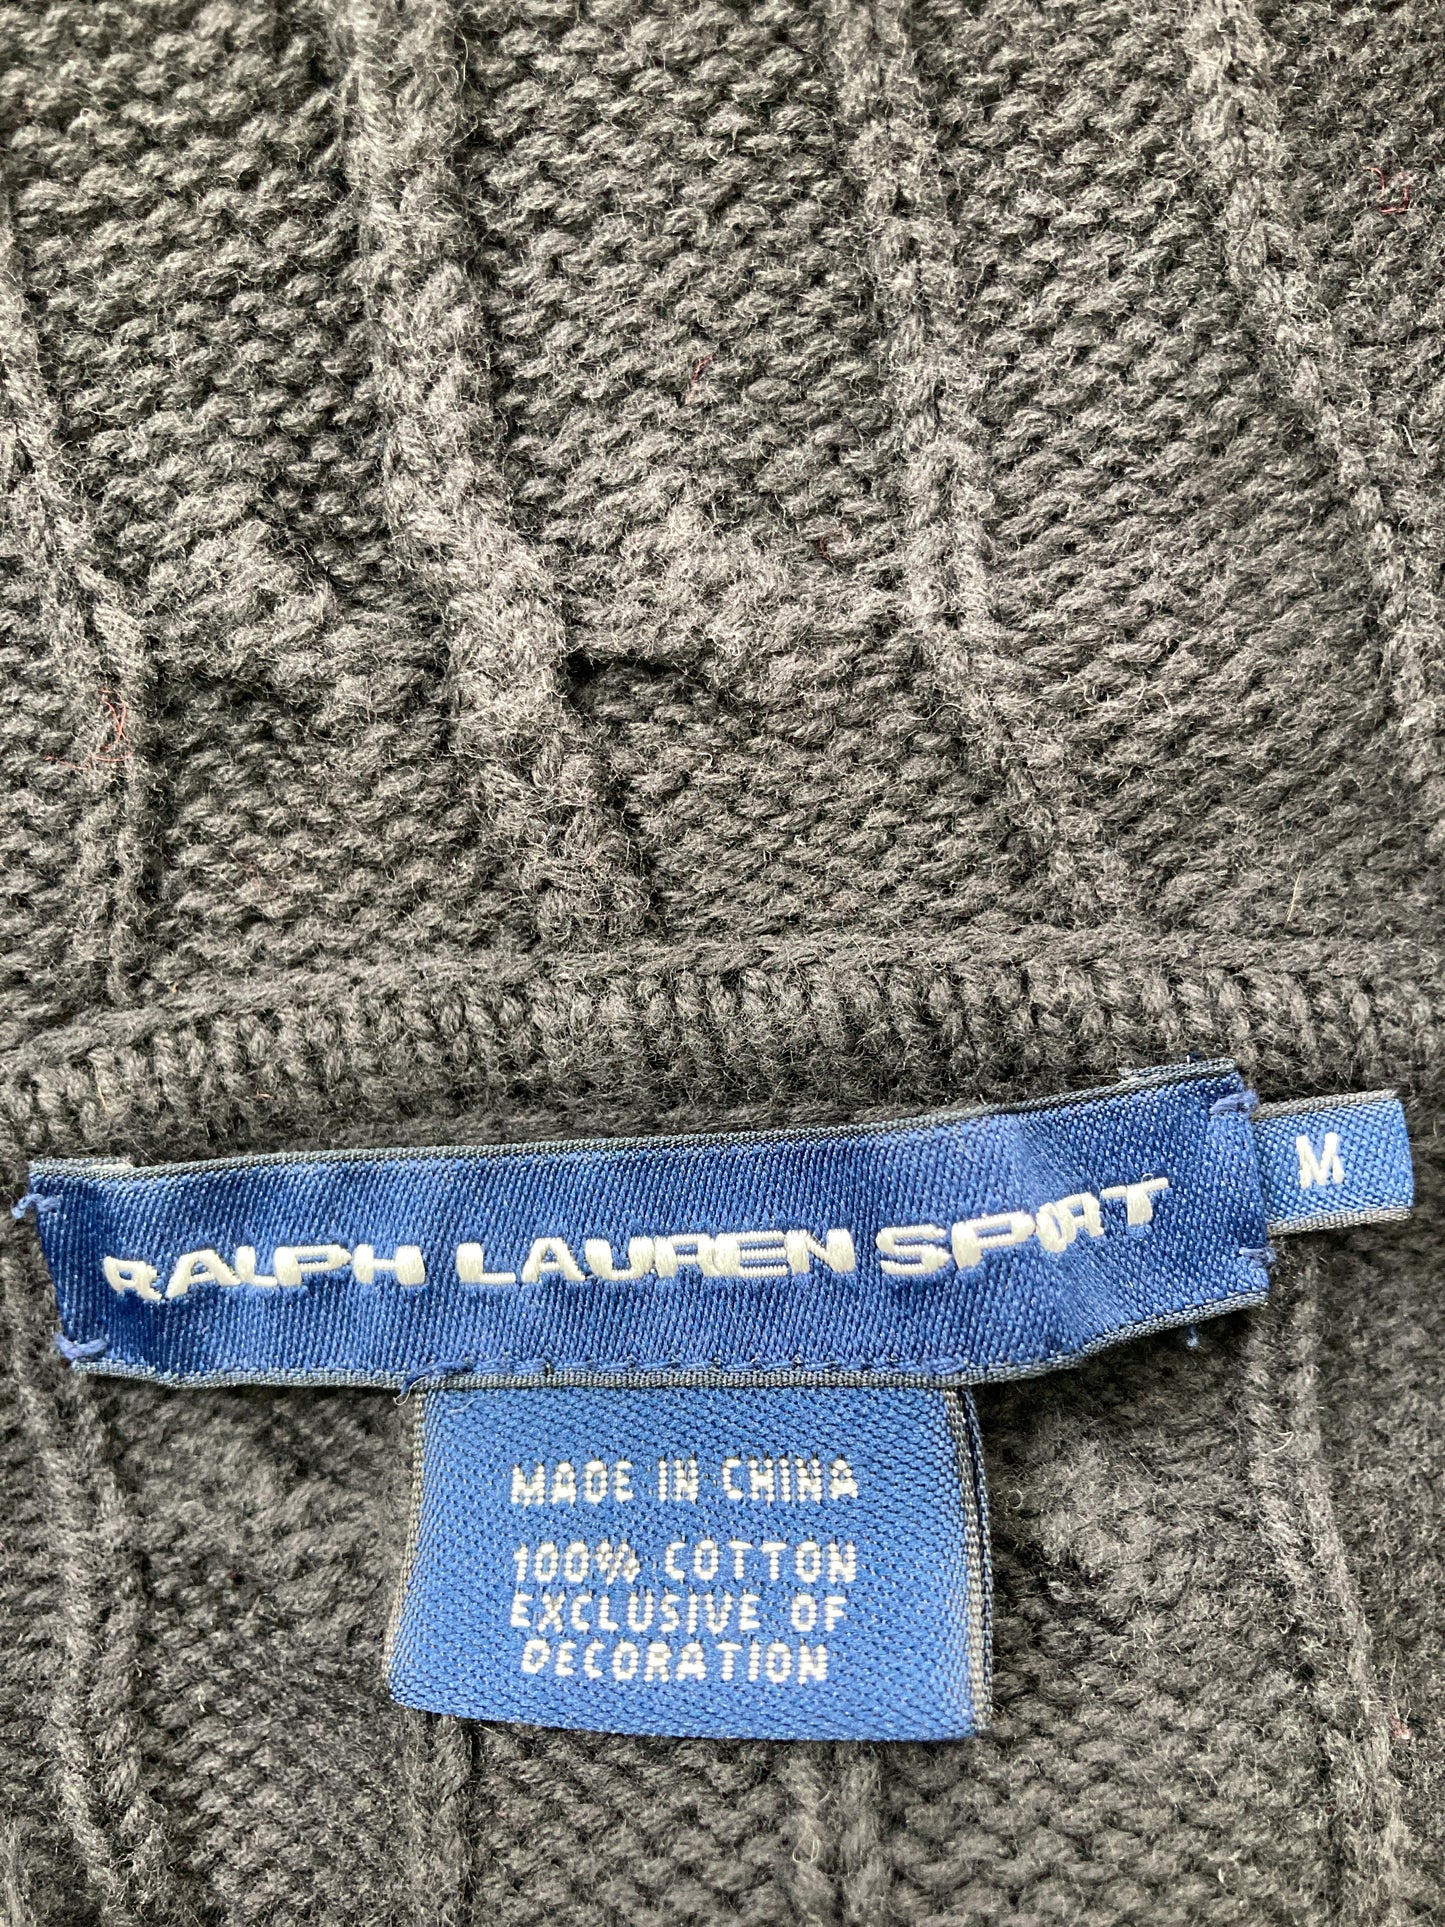 RALPH LAUREN SPORT
M
MADE IN CHINA
100% COTTON
EXCLUSIVE OF
DECORATION